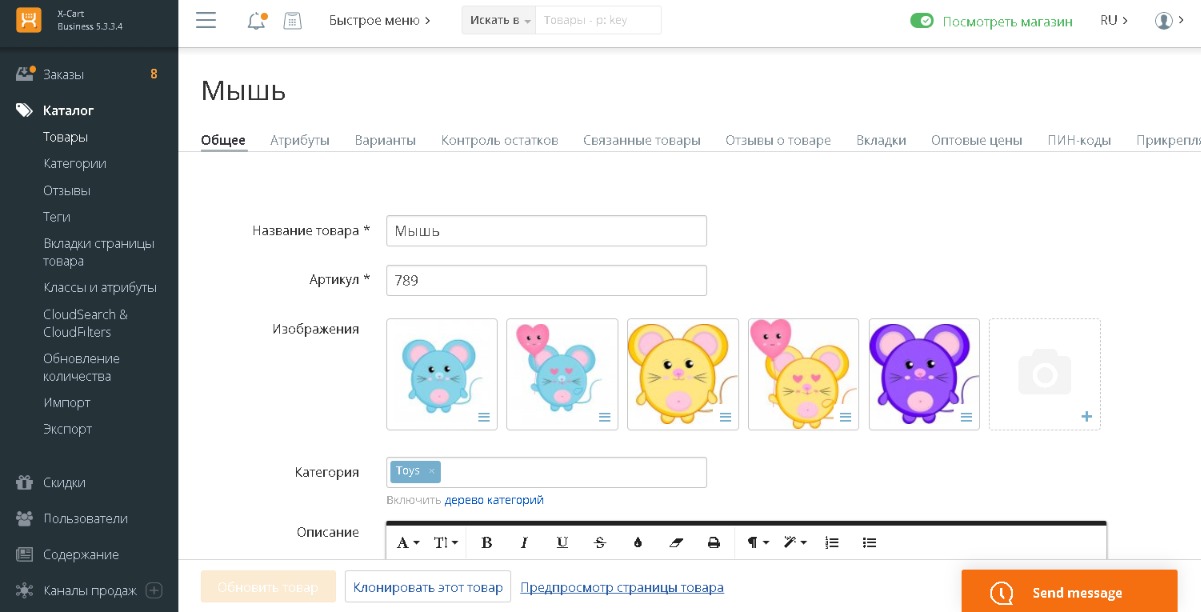 X-Cart
Business 5.3.3.4
Быстрое меню
Искать в
Товары - p: key
Посмотреть магазин
RU
Заказы
8
Каталог
Товары
Категории
Отзывы
Теги
Вкладки страницы
товара
Классы и атрибуты
CloudSearch &
CloudFilters
Обновление
количества
Импорт
Экспорт
Скидки
Пользователи
Содержание
Каналы продаж
Мышь
Общее
Атрибуты
Варианты
Контроль остатков
Связанные товары
Отзывы о товаре
Вкладки
Оптовые цены
ПИН-коды
Прикрепл
Название товара *
Мышь
Артикул *
789
Изображения
Категория
Toys ×
Включить дерево категорий
Описание
Обновить товар
Клонировать этот товар
Предпросмотр страницы товара
Send message